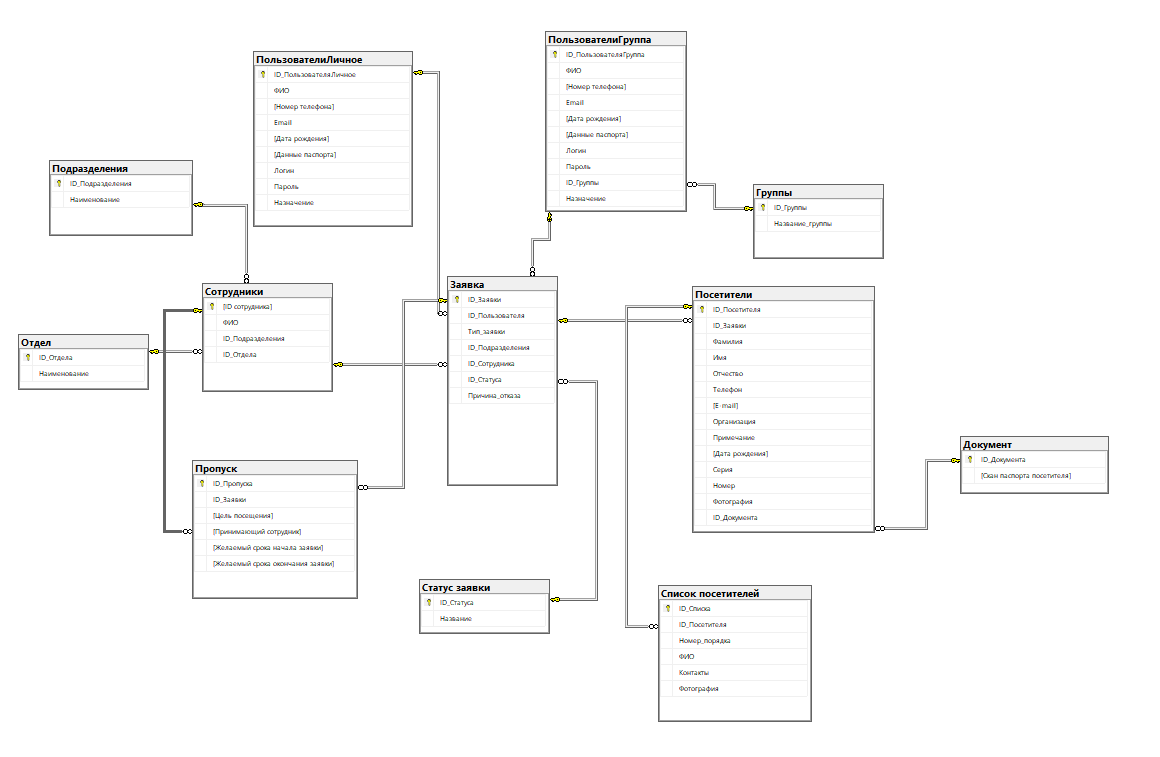 ПользователиЛичное
ID_ПользователяЛичное
ФИО
[Номер телефона]
Email
[Дата рождения]
[Данные паспорта]
Логин
Пароль
Назначение
ПользователиГруппа
ID_ПользователяГруппа
ФИО
[Номер телефона]
Email
[Дата рождения]
[Данные паспорта]
Логин
Пароль
ID_Группы
Назначение
Подразделения
ID_Подразделения
Наименование
Группы
ID_Группы
Название_группы
Сотрудники
[ID сотрудника]
ФИО
ID_Подразделения
ID_Отдела
Заявка
ID_Заявки
ID_Пользователя
Тип_заявки
ID_Подразделения
ID_Сотрудника
ID_Статуса
Причина_отказа
Посетители
ID_Посетителя
ID_Заявки
Фамилия
Имя
Отчество
Телефон
[E-mail]
Организация
Примечание
[Дата рождения]
Серия
Номер
Фотография
ID_Документа
Отдел
ID_Отдела
Наименование
Документ
ID_Документа
[Скан паспорта посетителя]
Пропуск
ID_Пропуска
ID_Заявки
[Цель посещения]
[Принимающий сотрудник]
[Желаемый срока начала заявки]
[Желаемый срока окончания заявки]
Статус заявки
ID_Статуса
Название
Список посетителей
ID_Списка
ID_Посетителя
Номер_порядка
ФИО
Контакты
Фотография